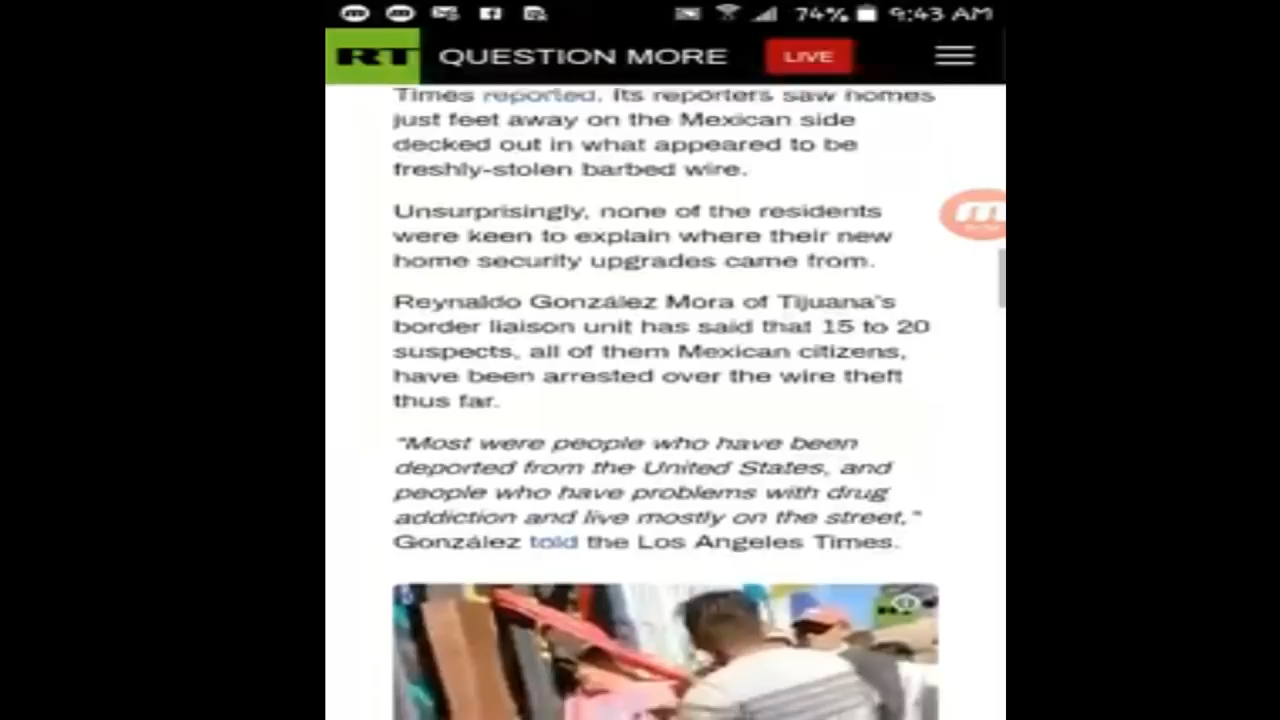 74% 9:43 AM
RT QUESTION MORE LIVE
Times reported. Its reporters saw homes
just feet away on the Mexican side
decked out in what appeared to be
freshly-stolen barbed wire.
Unsurprisingly, none of the residents
were keen to explain where their new
home security upgrades came from.
Reynaldo González Mora of Tijuana's
border liaison unit has said that 15 to 20
suspects, all of them Mexican citizens,
have been arrested over the wire theft
thus far.
"Most were people who have been
deported from the United States, and
people who have problems with drug
addiction and live mostly on the street,"
González told the Los Angeles Times.
RT